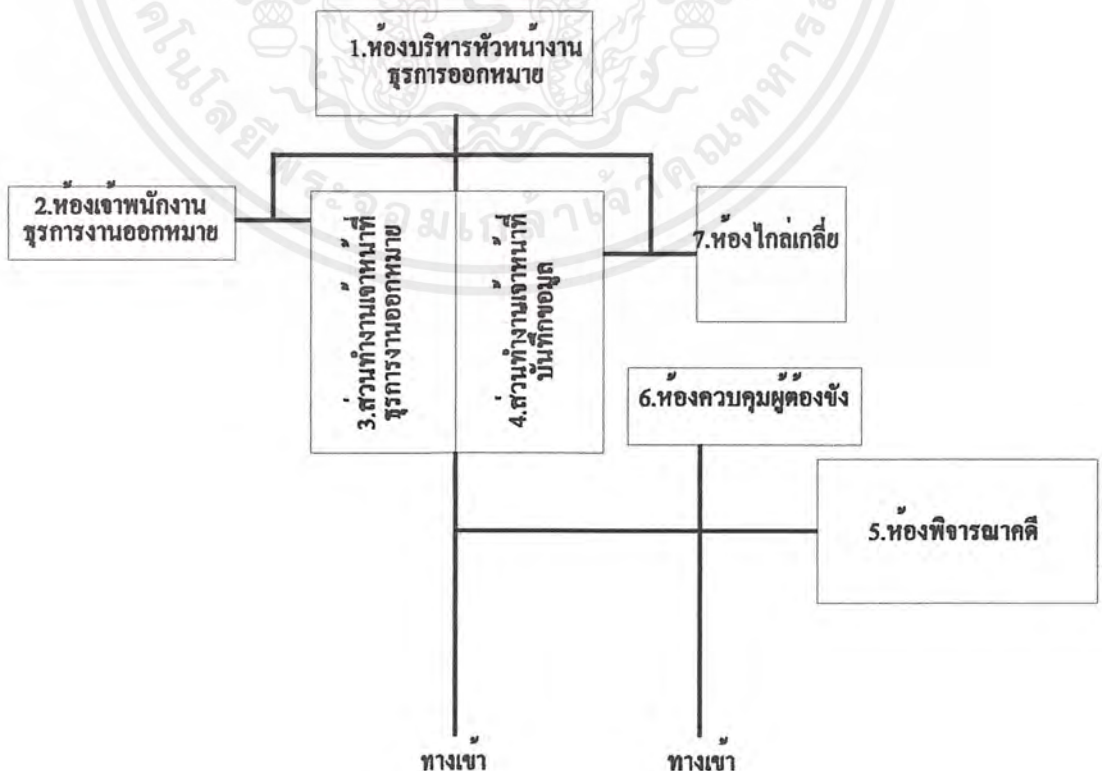 1.ห้องบริหารหัวหน้างาน
ธุรการออกหมาย
2.ห้องเจ้าพนักงาน
ธุรการงานออกหมาย
3.ส่วนทำงานเจ้าหน้าที่
ธุรการงานออกหมาย
4.ส่วนทำงานเจ้าหน้าที่
บันทึกข้อมูล
7.ห้องไกล่เกลี่ย
6.ห้องควบคุมผู้ต้องขัง
5.ห้องพิจารณาคดี
ทางเข้า
ทางเข้า